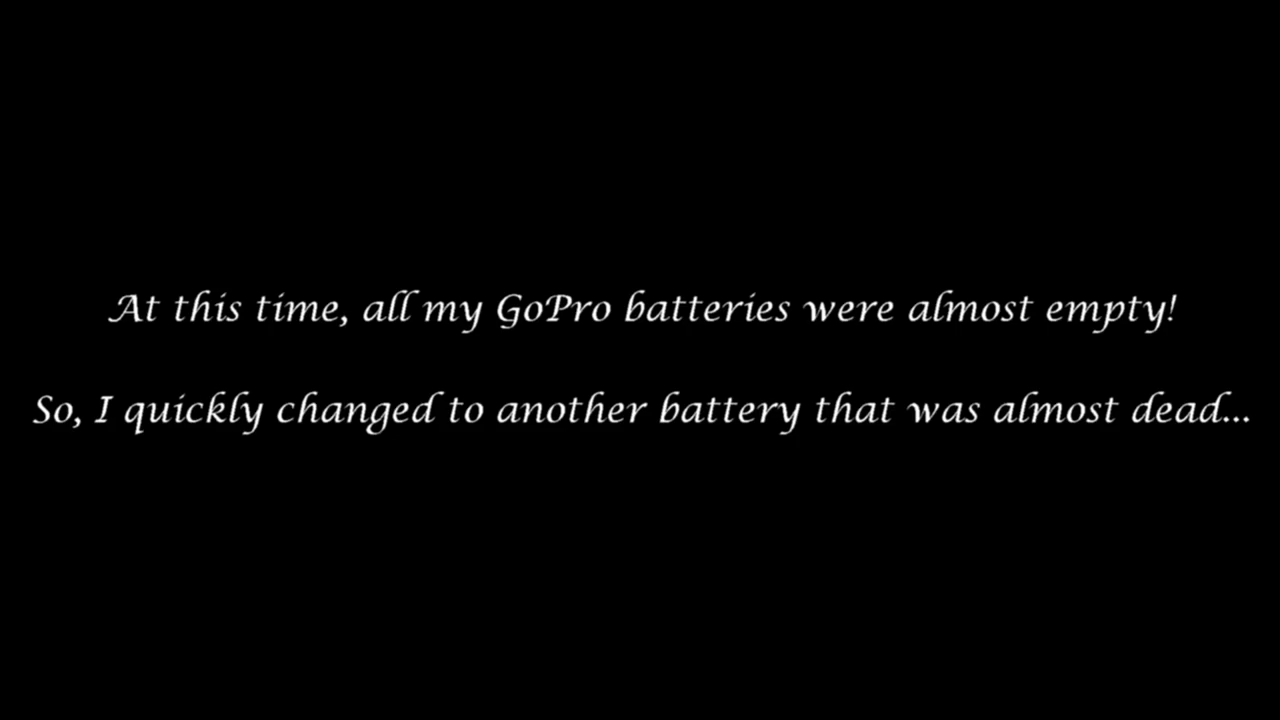 At this time, all my GoPro batteries were almost empty!
So, I quickly changed to another battery that was almost dead...